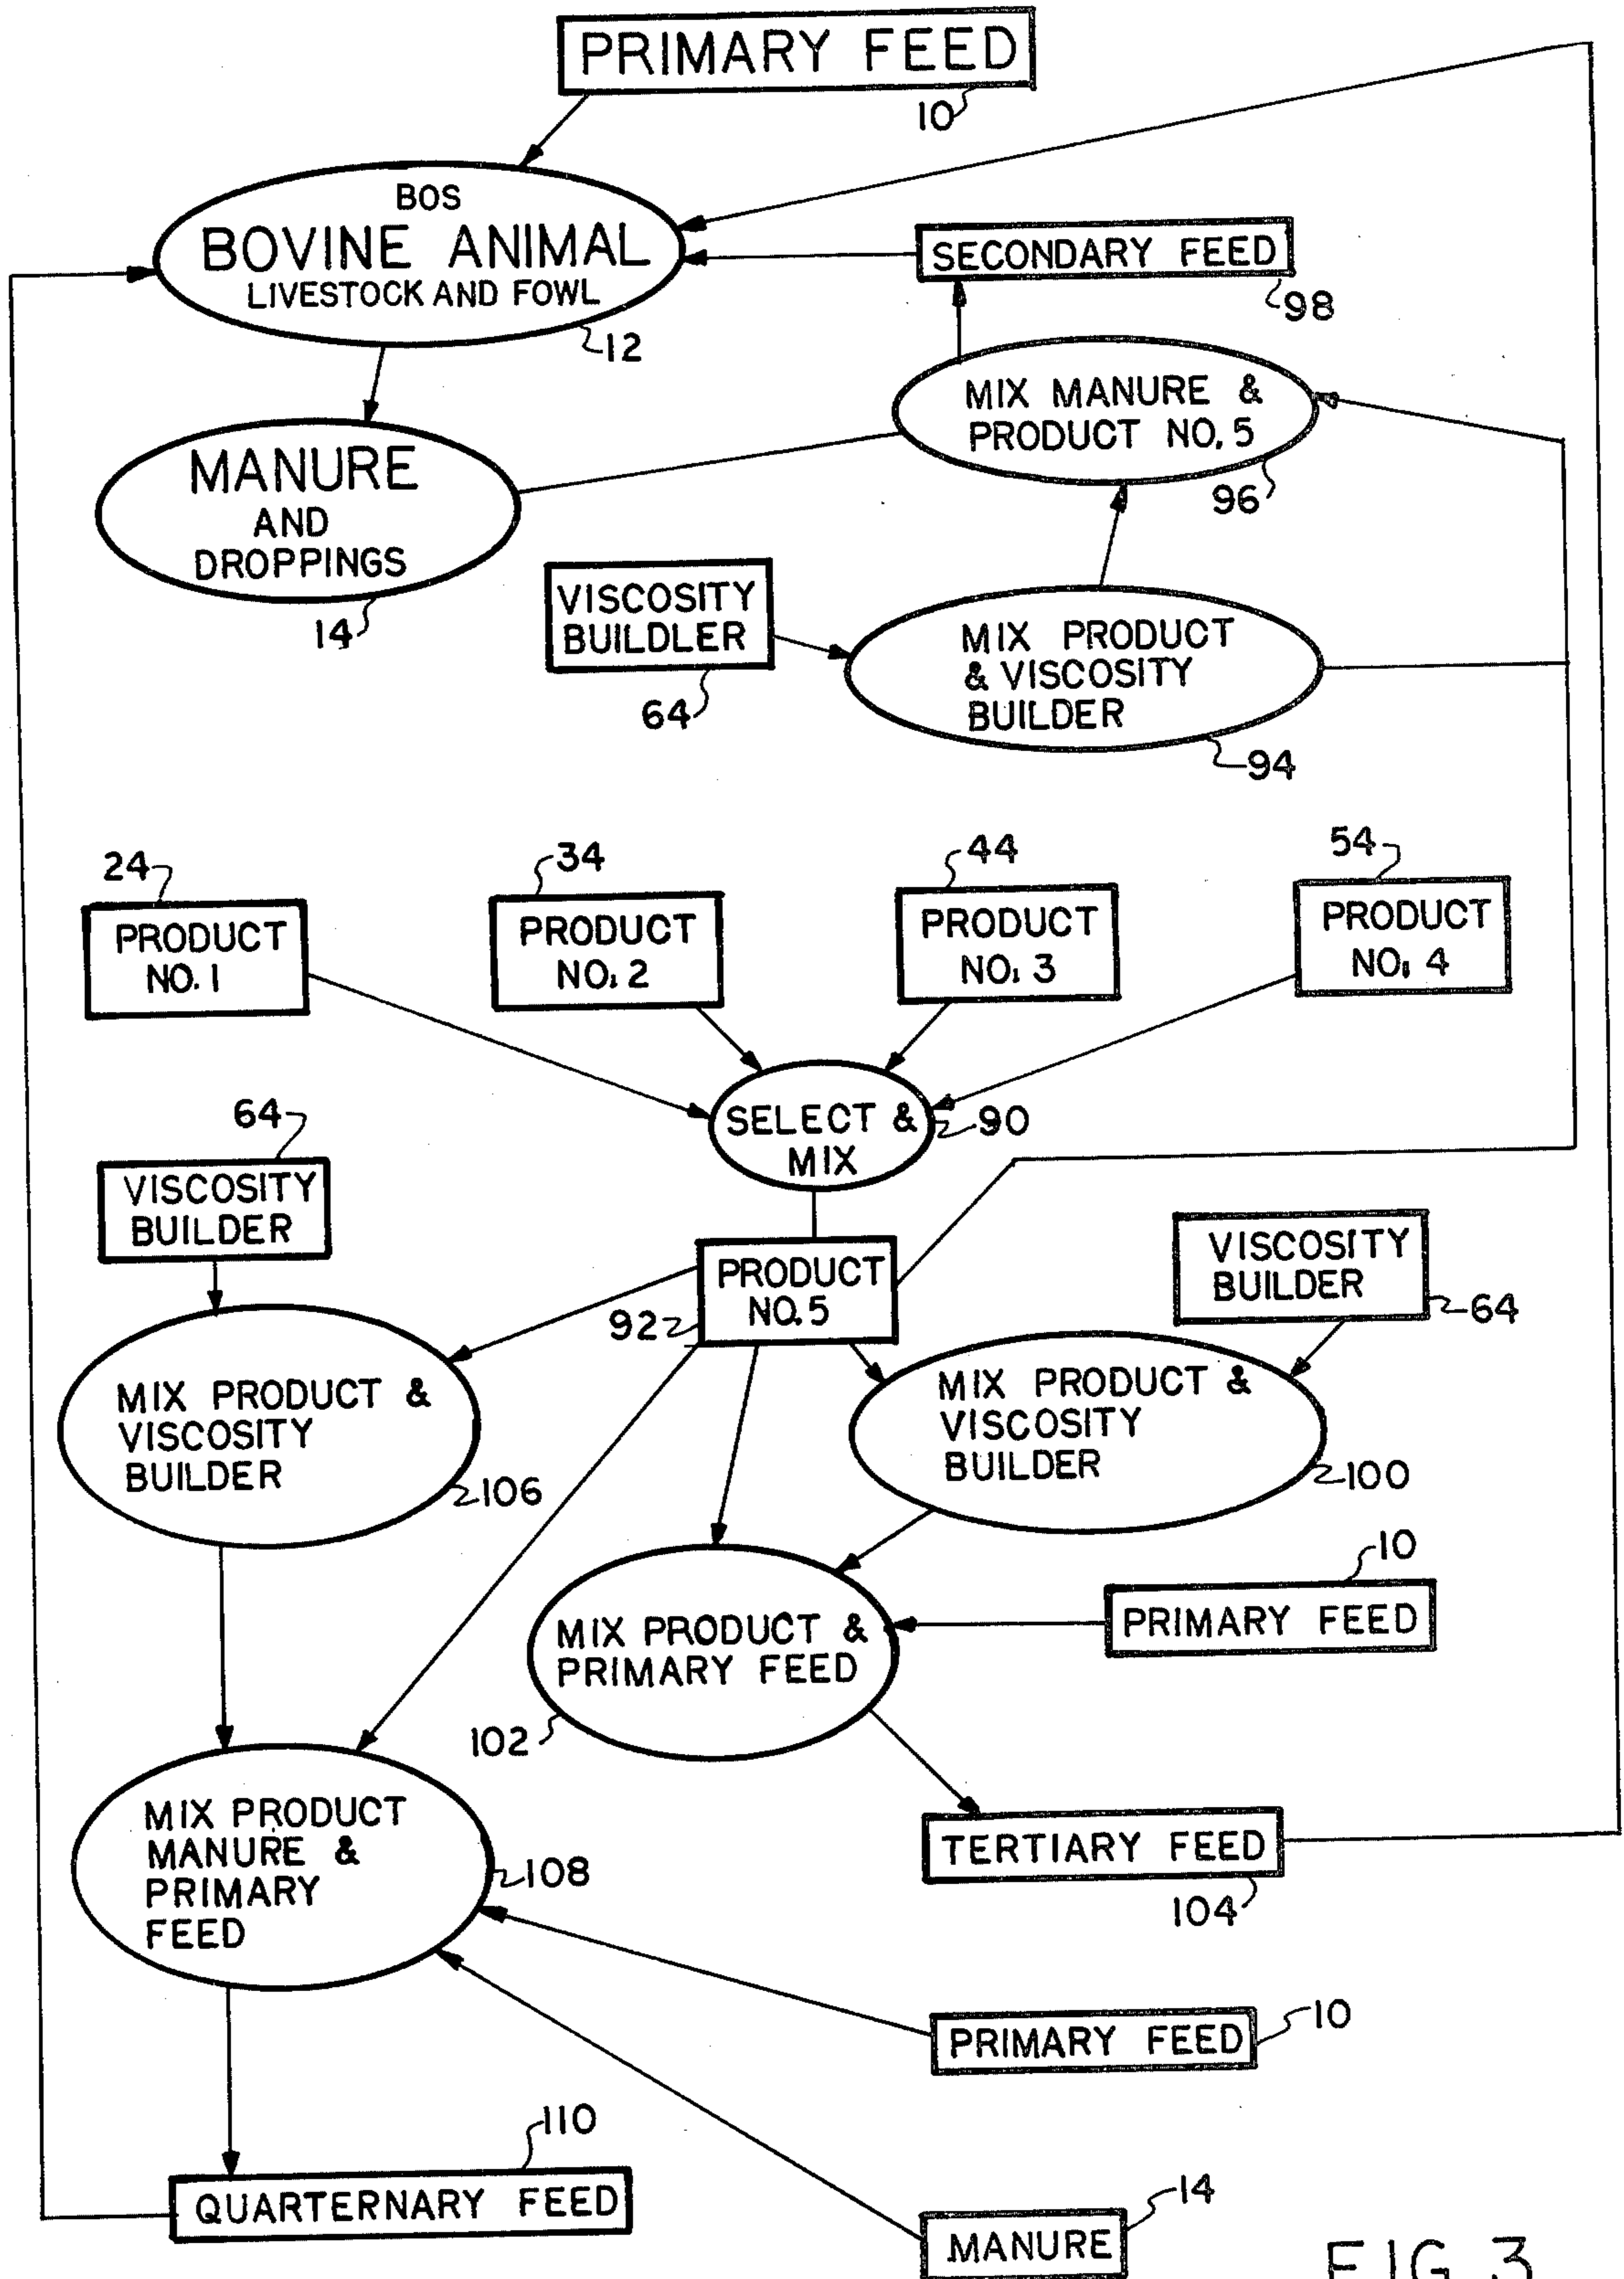 PRIMARY FEED
10
BOS
BOVINE ANIMAL
LIVESTOCK AND FOWL
12
SECONDARY FEED
98
MIX MANURE &
PRODUCT NO. 5
96
MANURE
AND
DROPPINGS
14
VISCOSITY
BUILDLER
64
MIX PRODUCT
& VISCOSITY
BUILDER
94
24
PRODUCT
NO. 1
34
PRODUCT
NO. 2
44
PRODUCT
NO. 3
54
PRODUCT
NO. 4
SELECT &
MIX
90
64
VISCOSITY
BUILDER
PRODUCT
NO. 5
92
VISCOSITY
BUILDER
64
MIX PRODUCT &
VISCOSITY
BUILDER
106
MIX PRODUCT &
VISCOSITY
BUILDER
100
10
PRIMARY FEED
MIX PRODUCT &
PRIMARY FEED
102
MIX PRODUCT
MANURE &
PRIMARY
FEED
108
TERTIARY FEED
104
PRIMARY FEED
10
110
QUARTERNARY FEED
14
MANURE
FIG. 3